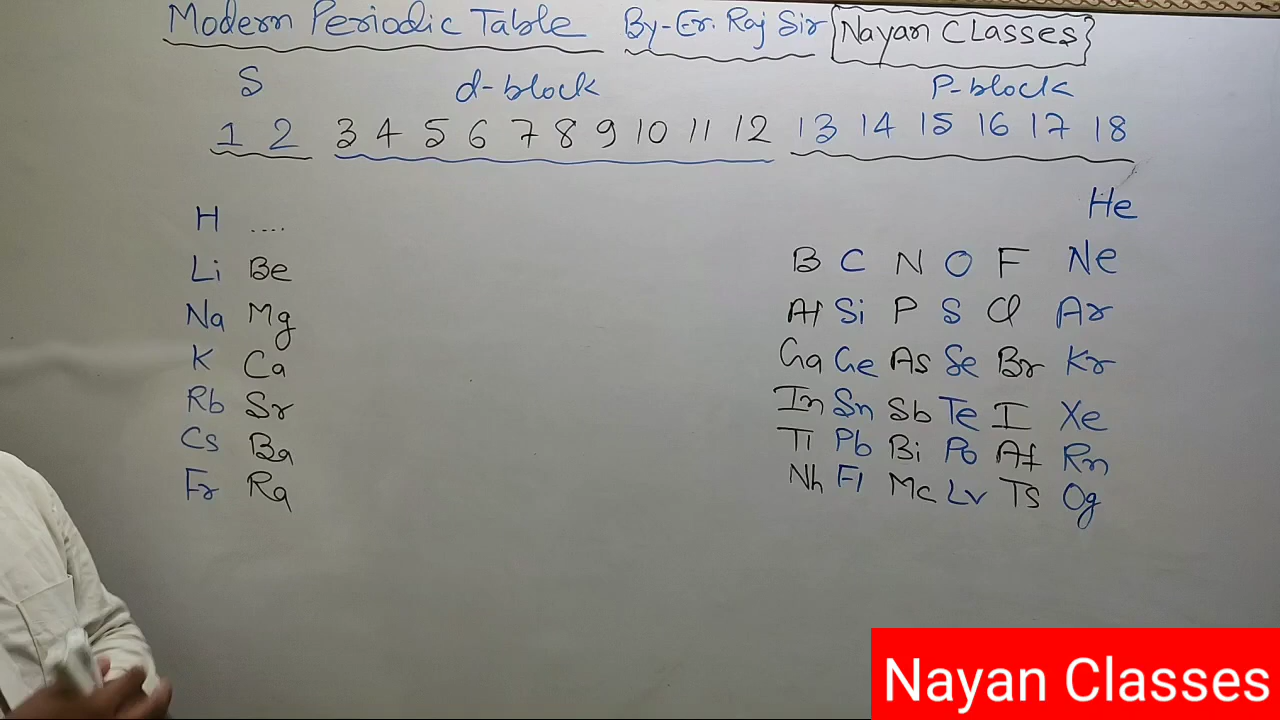 Modern Periodic Table By-Er. Raj Sir Nayan Classes
S d-block P-block
1 2 3 4 5 6 7 8 9 10 11 12 13 14 15 16 17 18
H .... He
Li Be B C N O F Ne
Na Mg Al Si P S Cl Ar
K Ca Ga Ge As Se Br Kr
Rb Sr In Sn Sb Te I Xe
Cs Ba Tl Pb Bi Po At Rn
Fr Ra Nh Fl Mc Lv Ts Og
Nayan Classes